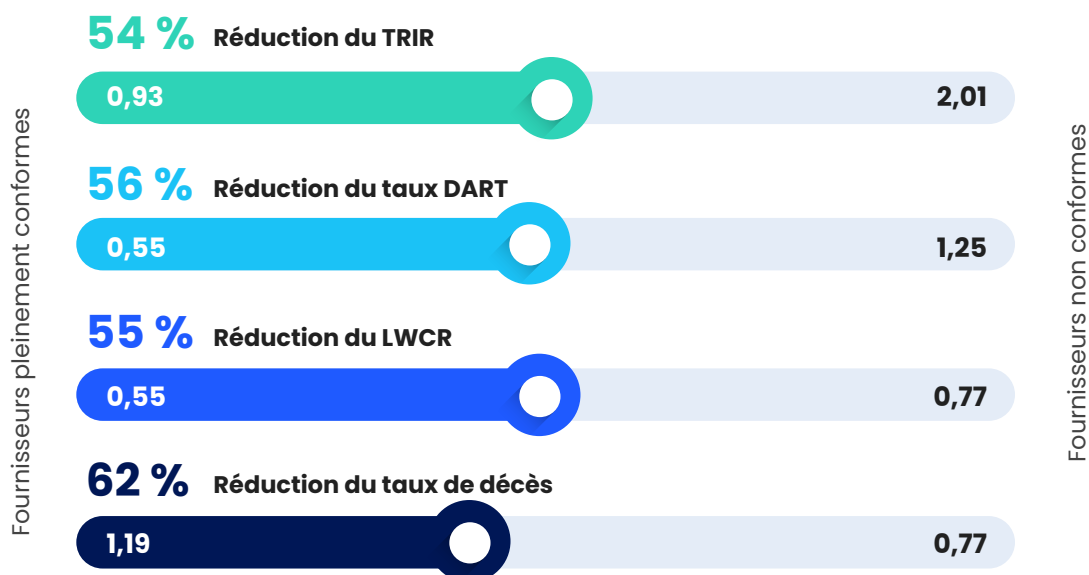 54 % Réduction du TRIR
0,93 2,01
56 % Réduction du taux DART
0,55 1,25
55 % Réduction du LWCR
0,55 0,77
62 % Réduction du taux de décès
1,19 0,77
Fournisseurs pleinement conformes
Fournisseurs non conformes